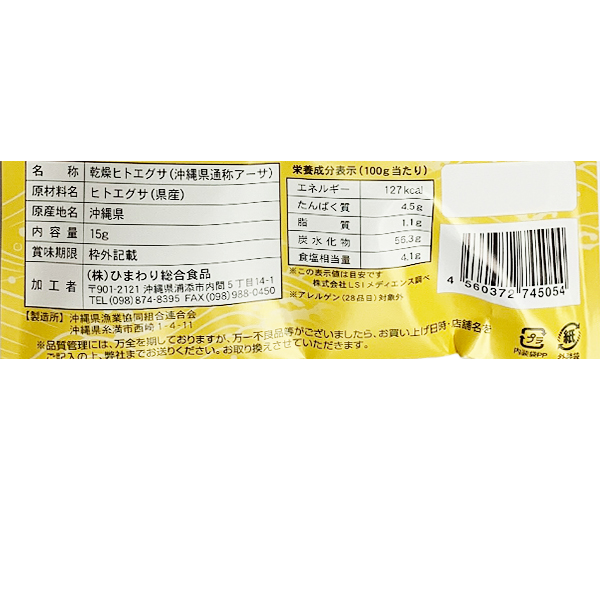 名称 乾燥ヒトエグサ(沖縄県通称アーサ)
原材料名 ヒトエグサ(県産)
原産地名 沖縄県
内容量 15g
賞味期限 枠外記載
加工者 (株)ひまわり総合食品
〒901-2121 沖縄県浦添市内間5丁目14-1
TEL(098)874-8395 FAX(098)988-0450
【製造所】沖縄県漁業協同組合連合会
沖縄県糸満市西崎1-4-11
※品質管理には、万全を期しておりますが、万一不良品等がございましたら、お買い上げ日時・店舗名を
ご記入の上、弊社までお送りください。お取り換えさせていただきます。
栄養成分表示(100g当たり)
エネルギー 127kcal
たんぱく質 4.5g
脂質 1.1g
炭水化物 56.3g
食塩相当量 4.1g
※この表示値は目安です
株式会社LSIメディエンス調べ
※アレルゲン(28品目)対象外
4 560372 745054
プラ
内装袋PP
紙
外装袋